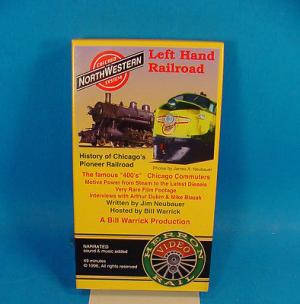 CHICAGO
NORTHWESTERN
SYSTEM
Left Hand
Railroad
Photos by James A. Neubauer
History of Chicago's
Pioneer Railroad
The famous "400's" Chicago Commuters
Motive Power from Steam to the Latest Diesels
Very Rare Film Footage
Interviews with Arthur Dubin & Mike Blaszak
Written by Jim Neubauer
Hosted by Bill Warrick
A Bill Warrick Production
NARRATED
sound & music added
HERRON
VIDEO
RAIL
49 minutes
© 1996, All rights reserved